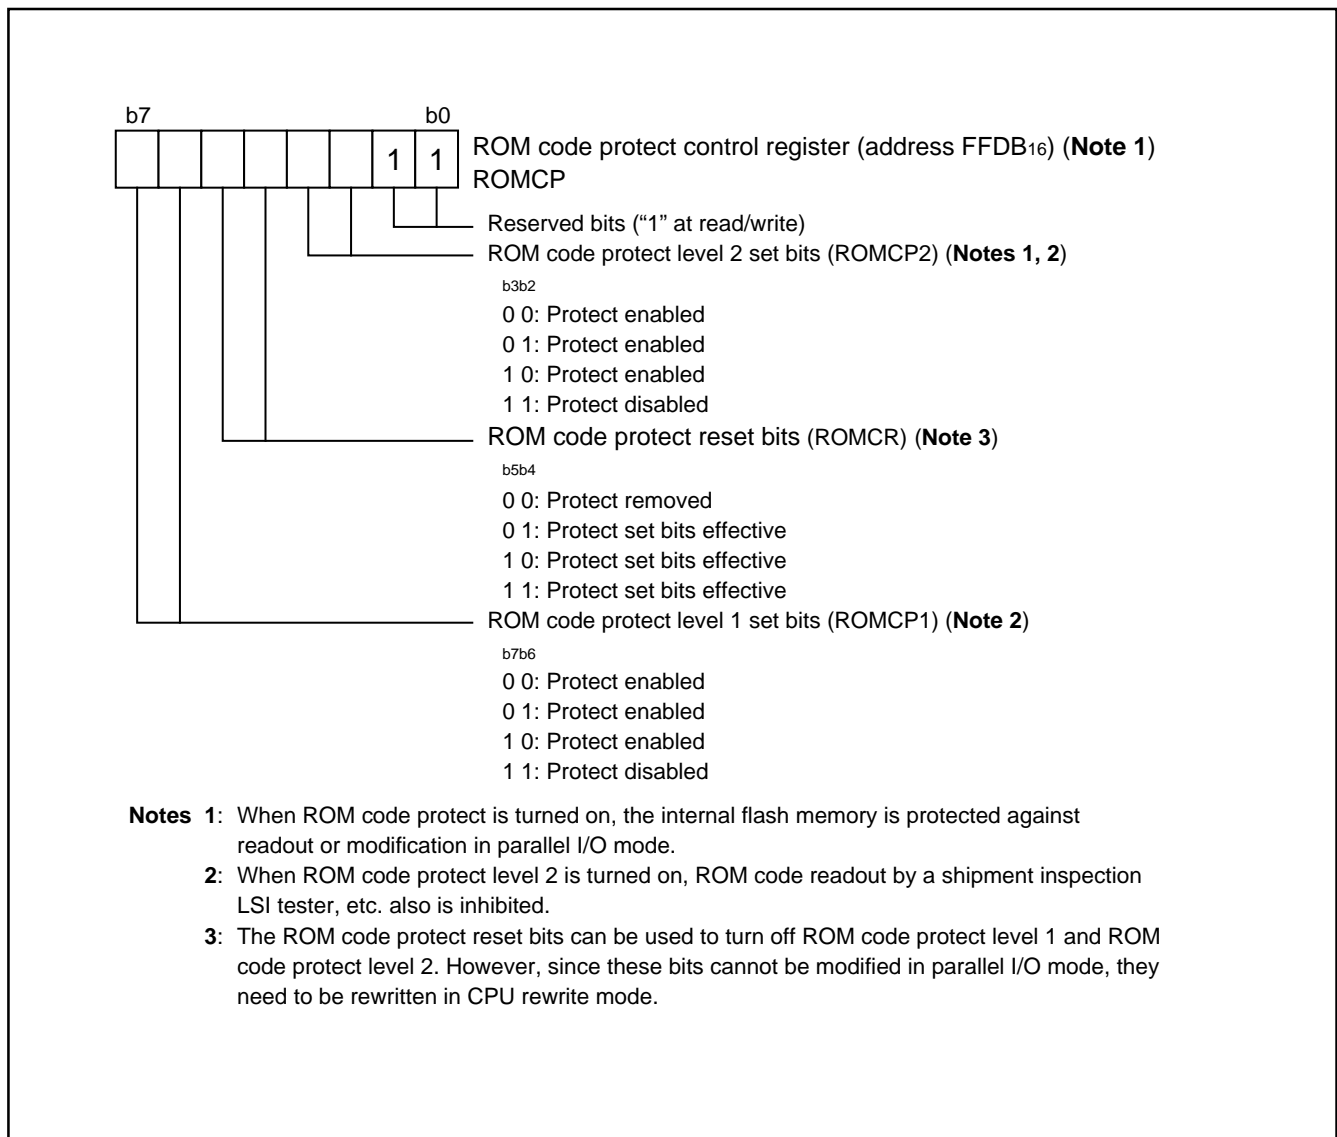 b7 b0
1 1 ROM code protect control register (address FFDB16) (Note 1)
ROMCP
Reserved bits (“1” at read/write)
ROM code protect level 2 set bits (ROMCP2) (Notes 1, 2)
b3b2
0 0: Protect enabled
0 1: Protect enabled
1 0: Protect enabled
1 1: Protect disabled
ROM code protect reset bits (ROMCR) (Note 3)
b5b4
0 0: Protect removed
0 1: Protect set bits effective
1 0: Protect set bits effective
1 1: Protect set bits effective
ROM code protect level 1 set bits (ROMCP1) (Note 2)
b7b6
0 0: Protect enabled
0 1: Protect enabled
1 0: Protect enabled
1 1: Protect disabled
Notes 1: When ROM code protect is turned on, the internal flash memory is protected against
readout or modification in parallel I/O mode.
2: When ROM code protect level 2 is turned on, ROM code readout by a shipment inspection
LSI tester, etc. also is inhibited.
3: The ROM code protect reset bits can be used to turn off ROM code protect level 1 and ROM
code protect level 2. However, since these bits cannot be modified in parallel I/O mode, they
need to be rewritten in CPU rewrite mode.